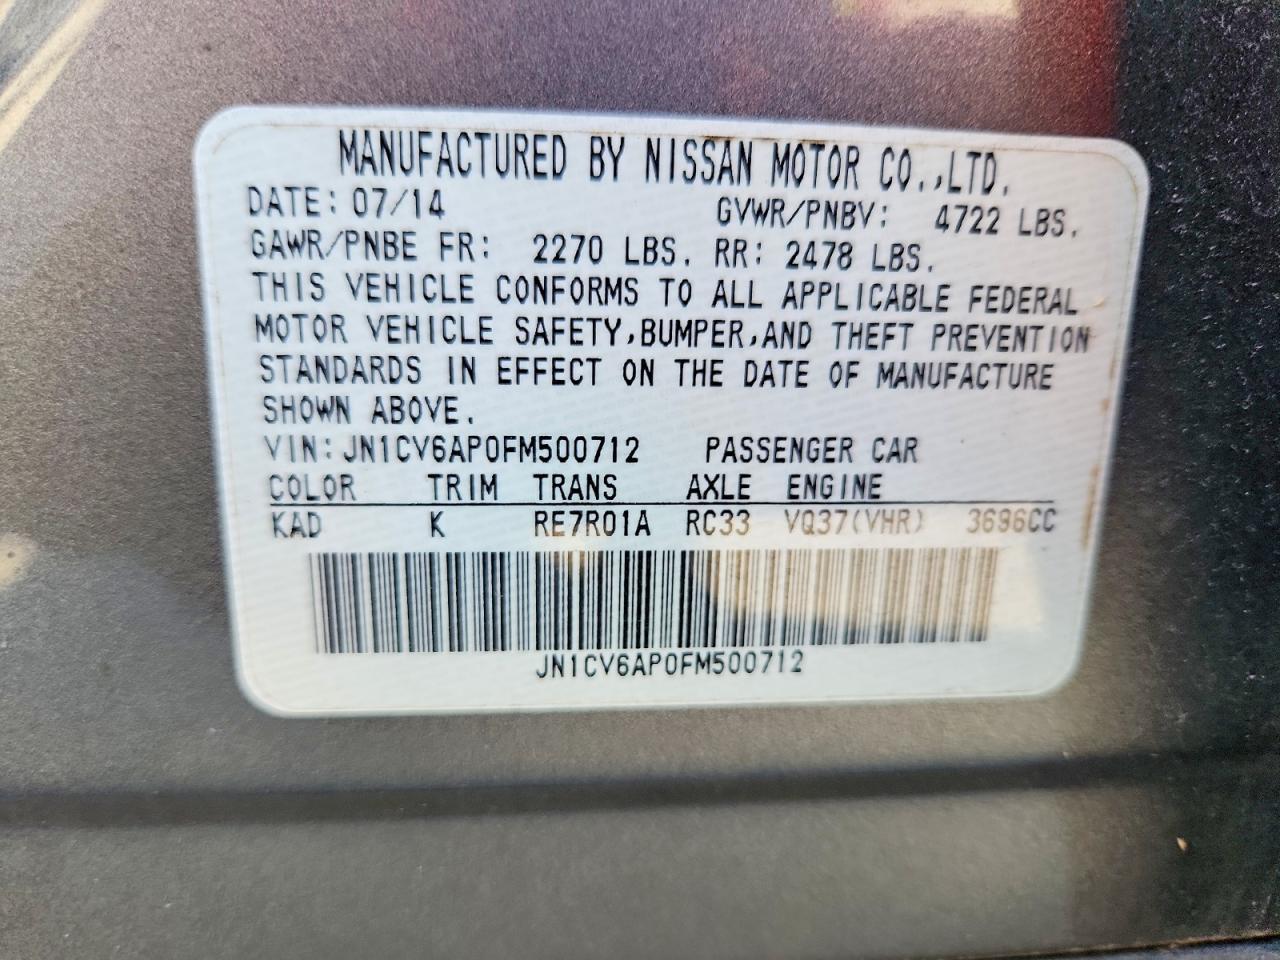 MANUFACTURED BY NISSAN MOTOR CO.,LTD.
DATE: 07/14 GVWR/PNBV: 4722 LBS.
GAWR/PNBE FR: 2270 LBS. RR: 2478 LBS.
THIS VEHICLE CONFORMS TO ALL APPLICABLE FEDERAL
MOTOR VEHICLE SAFETY,BUMPER,AND THEFT PREVENTION
STANDARDS IN EFFECT ON THE DATE OF MANUFACTURE
SHOWN ABOVE.
VIN:JN1CV6AP0FM500712 PASSENGER CAR
COLOR TRIM TRANS AXLE ENGINE
KAD K RE7R01A RC33 VQ37(VHR) 3696CC
JN1CV6AP0FM500712